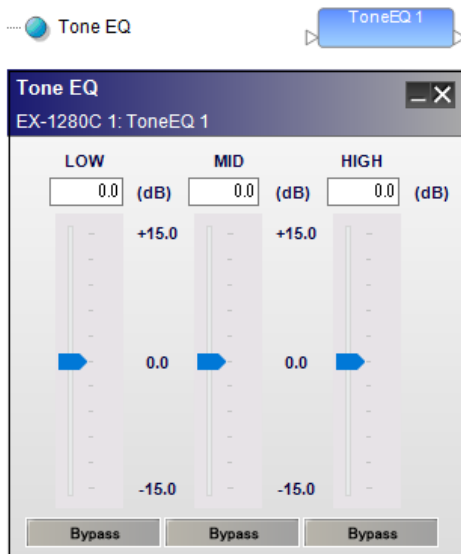 Tone EQ
ToneEQ 1
Tone EQ
EX-1280C 1: ToneEQ 1
LOW MID HIGH
0.0 (dB) 0.0 (dB) 0.0 (dB)
+15.0 +15.0
0.0 0.0
-15.0 -15.0
Bypass Bypass Bypass